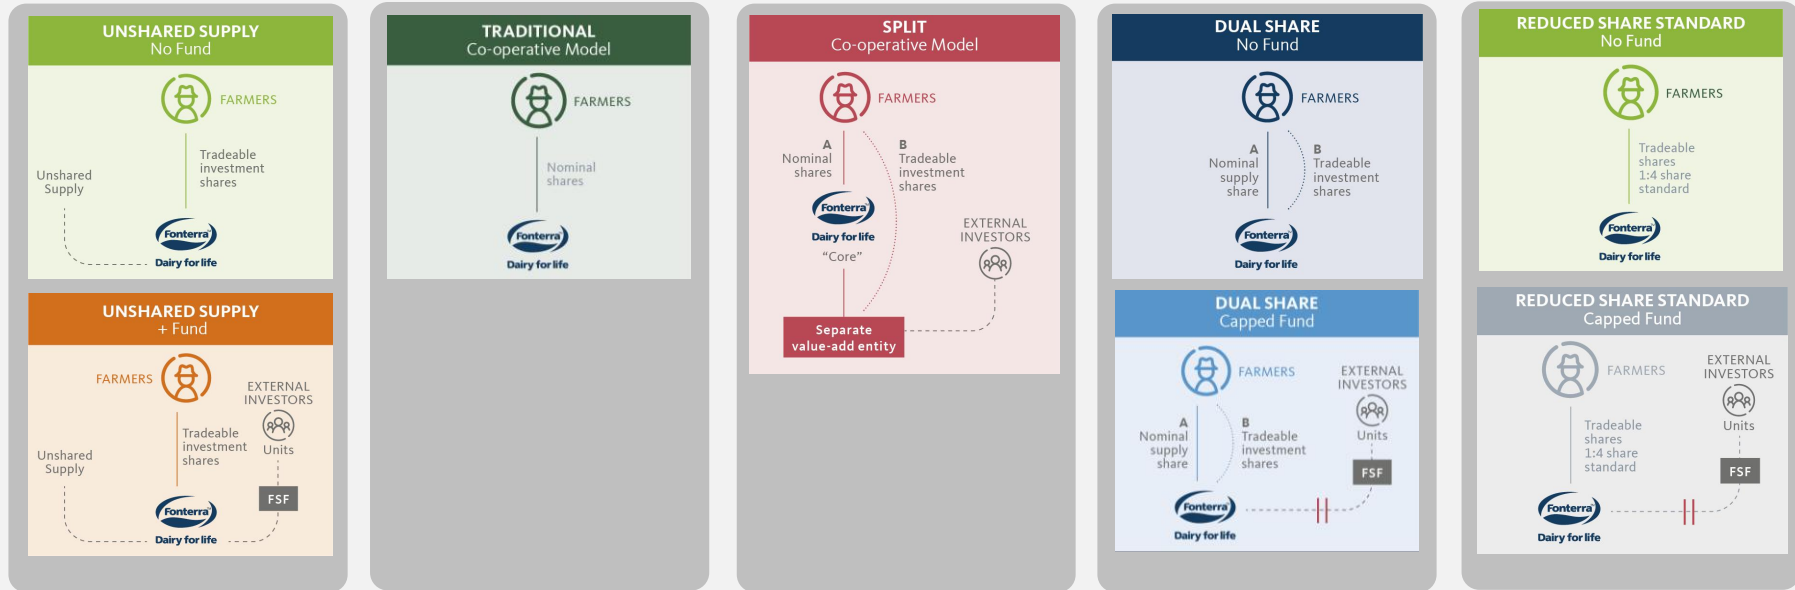 UNSHARED SUPPLY
No Fund
FARMERS
Tradeable
investment
shares
Unshared
Supply
Fonterra
Dairy for life
UNSHARED SUPPLY
+ Fund
FARMERS
EXTERNAL
INVESTORS
Units
Tradeable
investment
shares
Unshared
Supply
FSF
Fonterra
Dairy for life
TRADITIONAL
Co-operative Model
FARMERS
Nominal
shares
Fonterra
Dairy for life
SPLIT
Co-operative Model
FARMERS
A
Nominal
shares
B
Tradeable
investment
shares
Fonterra
Dairy for life
“Core”
EXTERNAL
INVESTORS
Separate
value-add entity
DUAL SHARE
No Fund
FARMERS
A
Nominal
supply
share
B
Tradeable
investment
shares
Fonterra
Dairy for life
DUAL SHARE
Capped Fund
FARMERS
EXTERNAL
INVESTORS
Units
A
Nominal
supply
share
B
Tradeable
investment
shares
FSF
Fonterra
Dairy for life
REDUCED SHARE STANDARD
No Fund
FARMERS
Tradeable
shares
1:4 share
standard
Fonterra
Dairy for life
REDUCED SHARE STANDARD
Capped Fund
FARMERS
EXTERNAL
INVESTORS
Units
Tradeable
shares
1:4 share
standard
FSF
Fonterra
Dairy for life